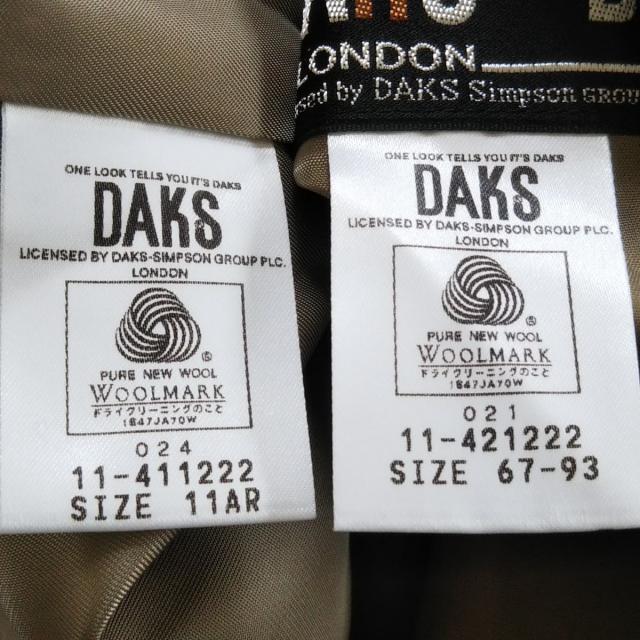 ONE LOOK TELLS YOU IT'S DAKS
DAKS
LICENSED BY DAKS-SIMPSON GROUP PLC.
LONDON
PURE NEW WOOL
WOOLMARK
ドライクリーニングのこと
1847JA70W
024
11-411222
SIZE 11AR
LONDON
sed by DAKS Simpson GROUP
ONE LOOK TELLS YOU IT'S DAKS
DAKS
LICENSED BY DAKS-SIMPSON GROUP PLC.
LONDON
PURE NEW WOOL
WOOLMARK
ドライクリーニングのこと
1847JA70W
021
11-421222
SIZE 67-93